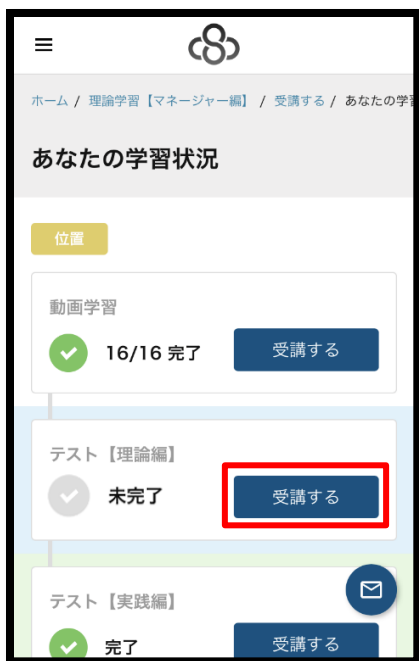 ホーム / 理論学習【マネージャー編】 / 受講する / あなたの学習
あなたの学習状況
位置
動画学習
16/16 完了
受講する
テスト【理論編】
未完了
受講する
テスト【実践編】
完了
受講する